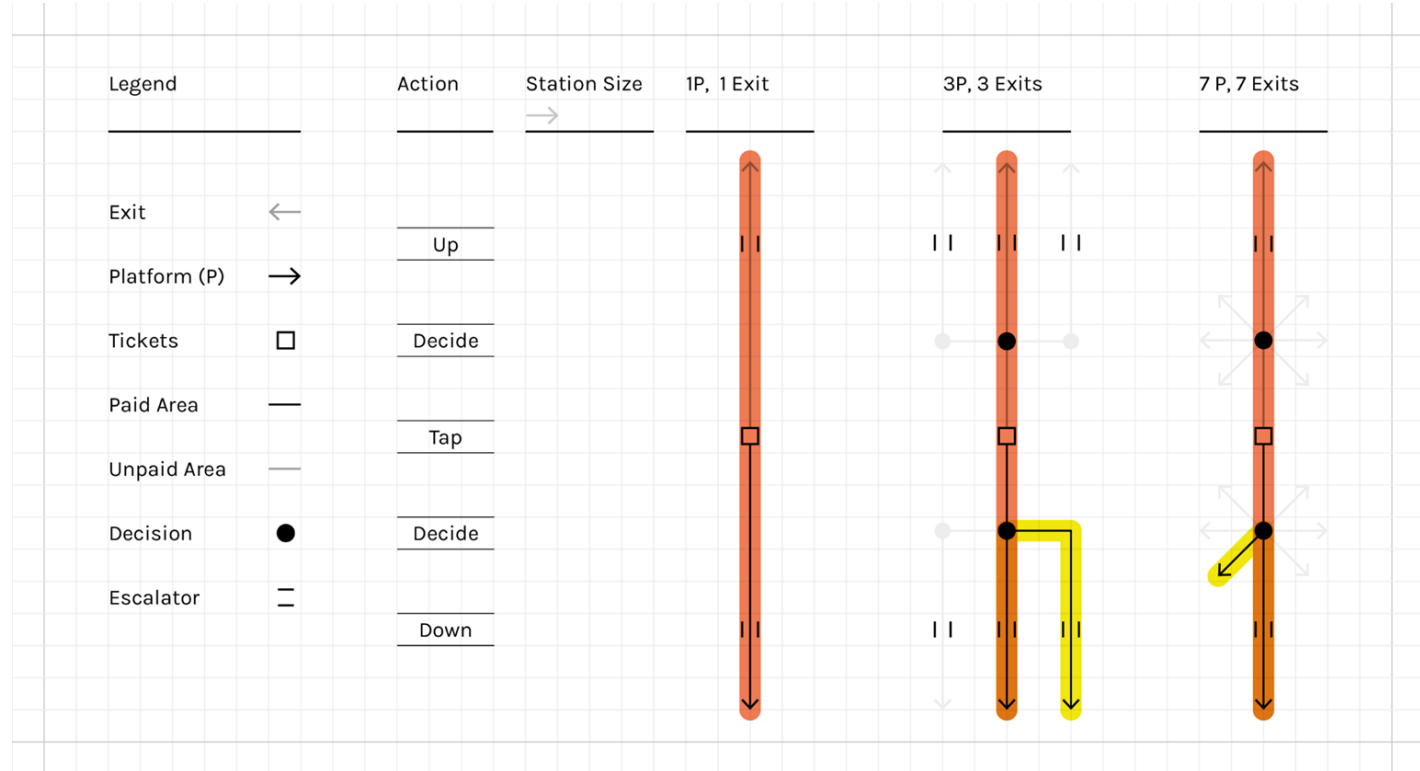 Legend
Action
Station Size
1P, 1 Exit
3P, 3 Exits
7 P, 7 Exits
Exit
Up
Platform (P)
Tickets
Decide
Paid Area
Tap
Unpaid Area
Decision
Decide
Escalator
Down